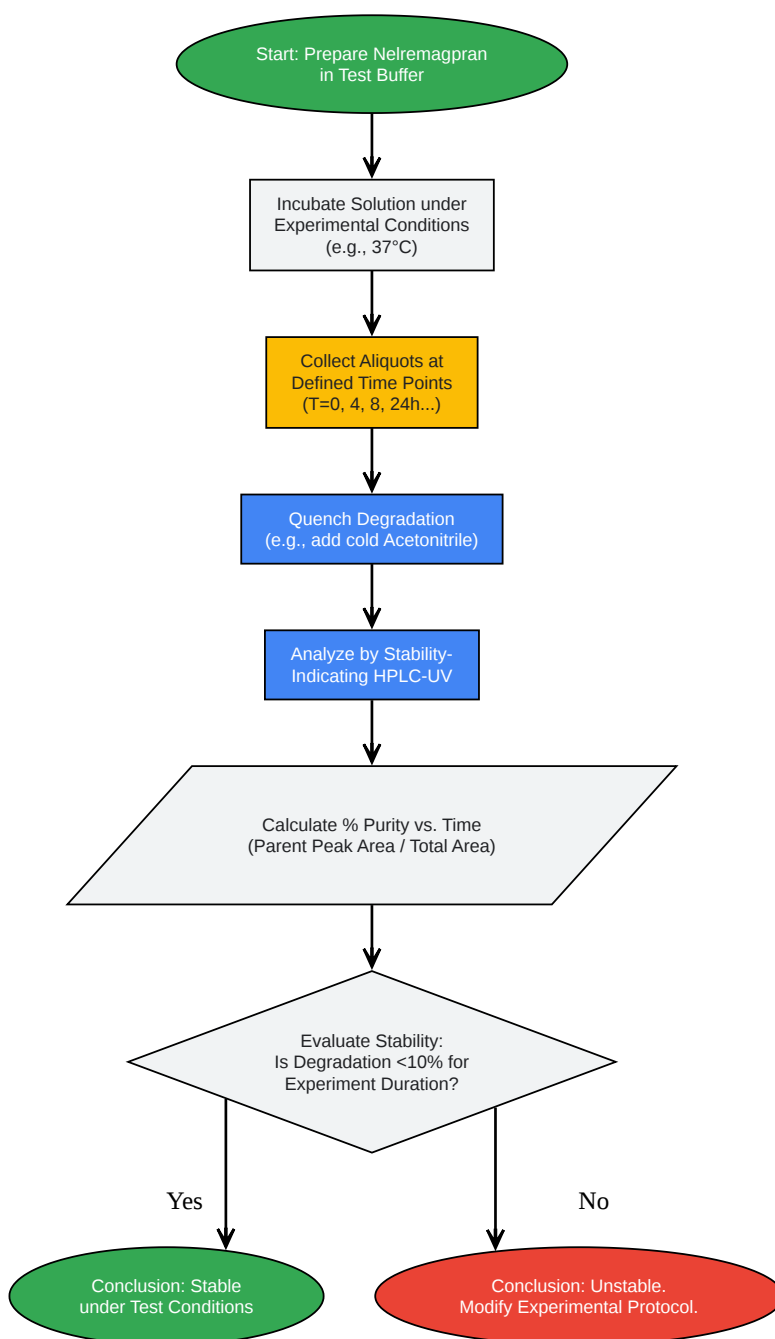 Start: Prepare Nelremagpran
in Test Buffer
Incubate Solution under
Experimental Conditions
(e.g., 37°C)
Collect Aliquots at
Defined Time Points
(T=0, 4, 8, 24h...)
Quench Degradation
(e.g., add cold Acetonitrile)
Analyze by Stability-
Indicating HPLC-UV
Calculate % Purity vs. Time
(Parent Peak Area / Total Area)
Evaluate Stability:
Is Degradation <10% for
Experiment Duration?
Yes
No
Conclusion: Stable
under Test Conditions
Conclusion: Unstable.
Modify Experimental Protocol.